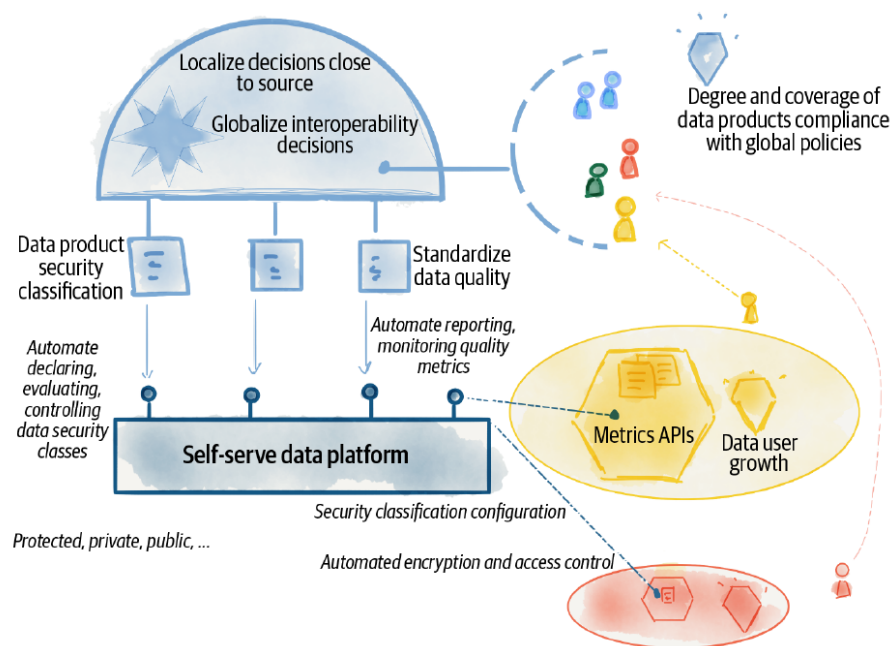 Localize decisions close
to source
Globalize interoperability
decisions
Degree and coverage of
data products compliance
with global policies
Data product
security
classification
Standardize
data quality
Automate
declaring,
evaluating,
controlling
data security
classes
Automate reporting,
monitoring quality
metrics
Self-serve data platform
Metrics APIs
Data user
growth
Security classification configuration
Protected, private, public, ...
Automated encryption and access control